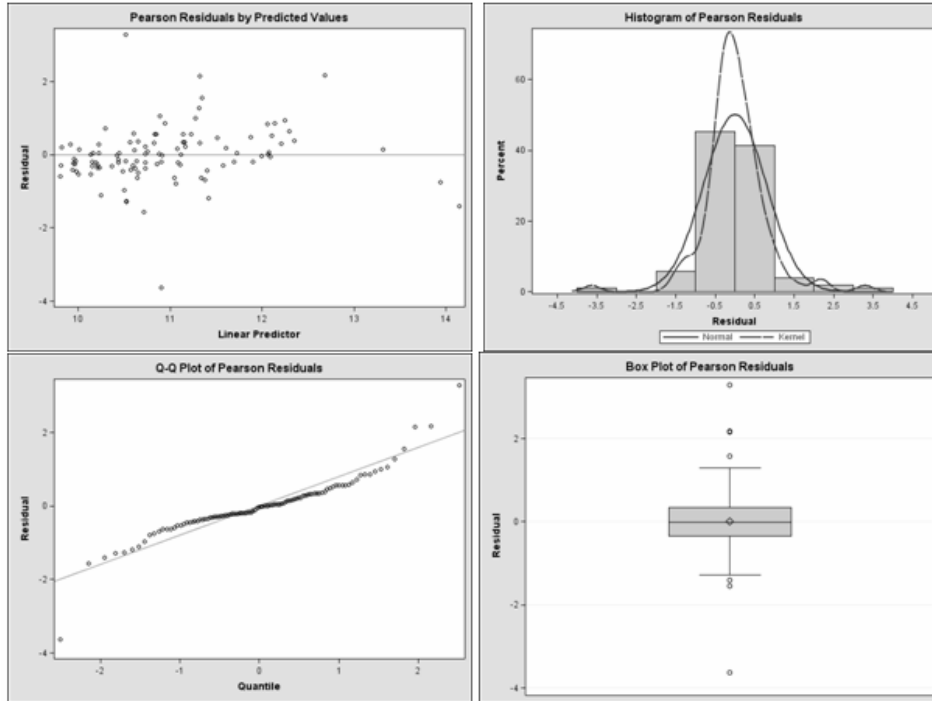 Pearson Residuals by Predicted Values
2
0
-2
-4
Residual
10 11 12 13 14
Linear Predictor
Histogram of Pearson Residuals
60
40
20
0
Percent
-4.5 -3.5 -2.5 -1.5 -0.5 0.5 1.5 2.5 3.5 4.5
Residual
Normal Kernel
Q-Q Plot of Pearson Residuals
2
0
-2
-4
Residual
-2 -1 0 1 2
Quantile
Box Plot of Pearson Residuals
2
0
-2
-4
Residual